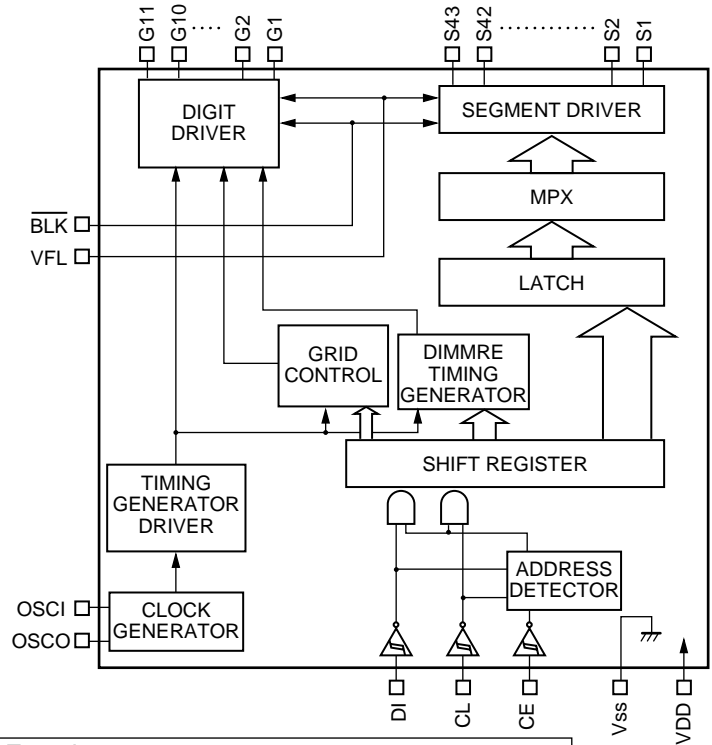 G11 G10 ···· G2 G1 S43 S42 ············ S2 S1
DIGIT
DRIVER
SEGMENT DRIVER
MPX
BLK
VFL
LATCH
GRID
CONTROL
DIMMRE
TIMING
GENERATOR
SHIFT REGISTER
TIMING
GENERATOR
DRIVER
ADDRESS
DETECTOR
OSCI
OSCO
CLOCK
GENERATOR
DI CL CE Vss VDD